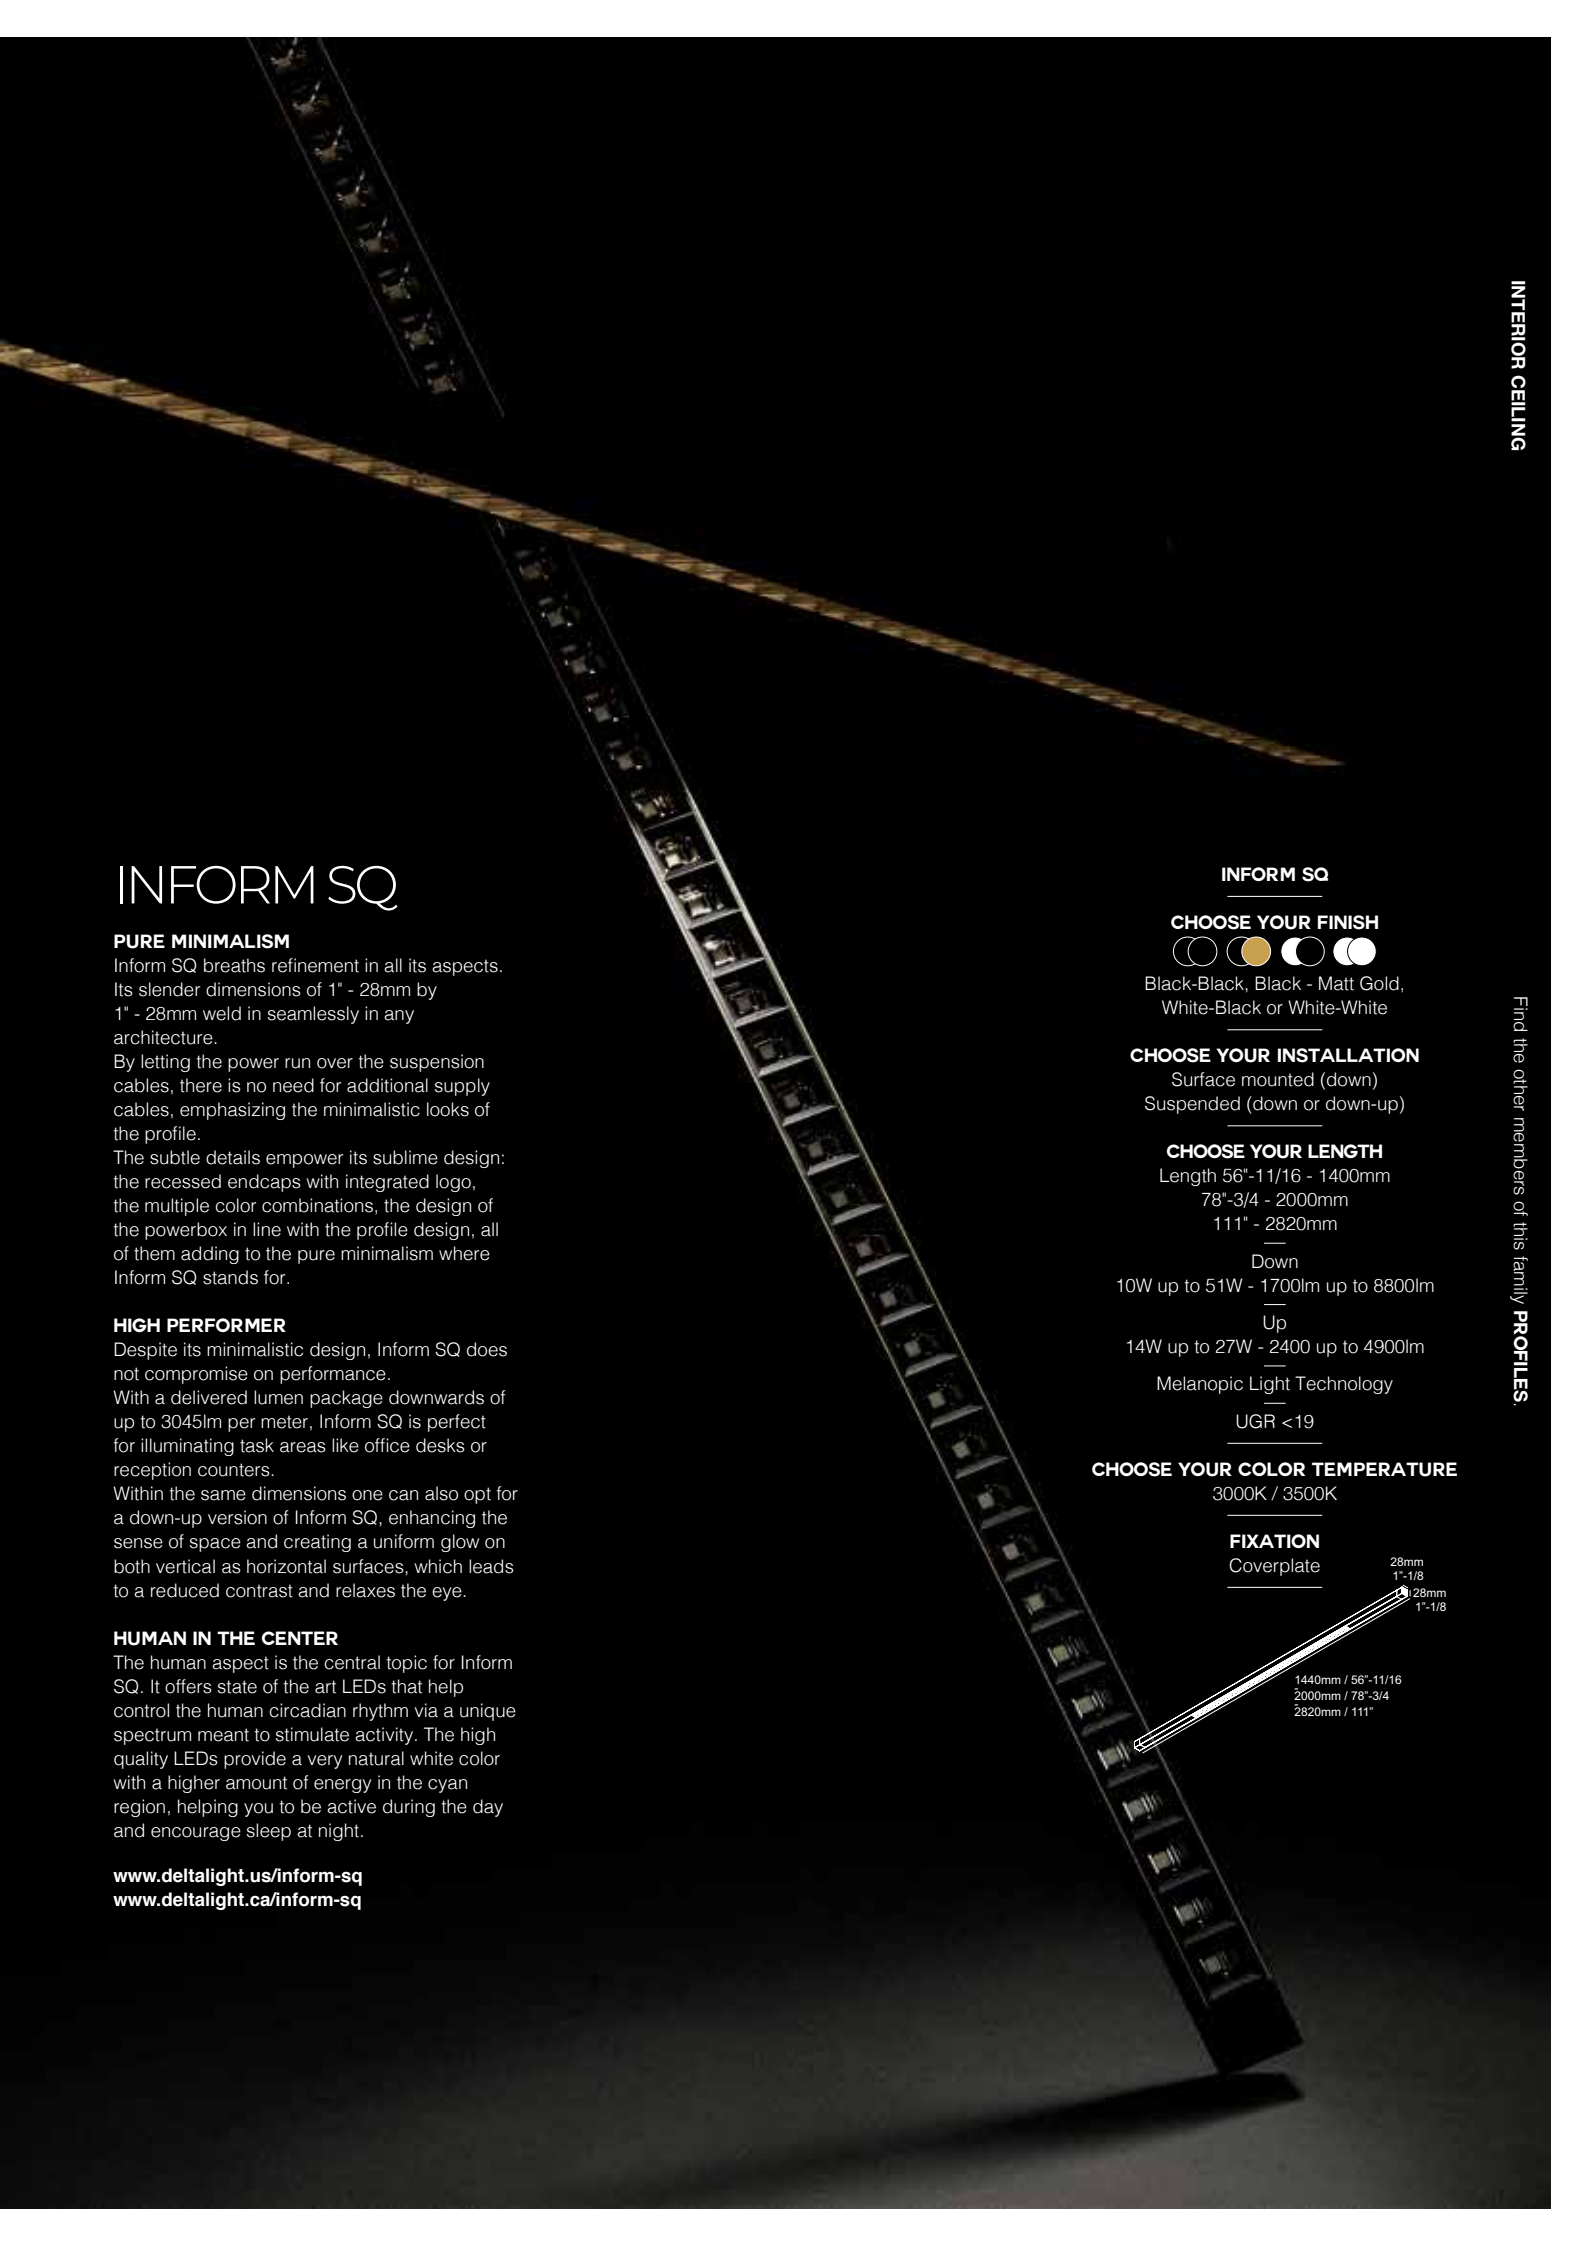 INFORM SQ
PURE MINIMALISM
Inform SQ breaths refinement in all its aspects.
Its slender dimensions of 1" - 28mm by
1" - 28mm weld in seamlessly in any
architecture.
By letting the power run over the suspension
cables, there is no need for additional supply
cables, emphasizing the minimalistic looks of
the profile.
The subtle details empower its sublime design:
the recessed endcaps with integrated logo,
the multiple color combinations, the design of
the powerbox in line with the profile design, all
of them adding to the pure minimalism where
Inform SQ stands for.
HIGH PERFORMER
Despite its minimalistic design, Inform SQ does
not compromise on performance.
With a delivered lumen package downwards of
up to 3045lm per meter, Inform SQ is perfect
for illuminating task areas like office desks or
reception counters.
Within the same dimensions one can also opt for
a down-up version of Inform SQ, enhancing the
sense of space and creating a uniform glow on
both vertical as horizontal surfaces, which leads
to a reduced contrast and relaxes the eye.
HUMAN IN THE CENTER
The human aspect is the central topic for Inform
SQ. It offers state of the art LEDs that help
control the human circadian rhythm via a unique
spectrum meant to stimulate activity. The high
quality LEDs provide a very natural white color
with a higher amount of energy in the cyan
region, helping you to be active during the day
and encourage sleep at night.
www.deltalight.us/inform-sq
www.deltalight.ca/inform-sq
INFORM SQ
CHOOSE YOUR FINISH
Black-Black, Black - Matt Gold,
White-Black or White-White
CHOOSE YOUR INSTALLATION
Surface mounted (down)
Suspended (down or down-up)
CHOOSE YOUR LENGTH
Length 56"-11/16 - 1400mm
78"-3/4 - 2000mm
111" - 2820mm
Down
10W up to 51W - 1700lm up to 8800lm
Up
14W up to 27W - 2400 up to 4900lm
Melanopic Light Technology
UGR <19
CHOOSE YOUR COLOR TEMPERATURE
3000K / 3500K
FIXATION
Coverplate
28mm
1"-1/8
28mm
1"-1/8
1440mm / 56"-11/16
-
2000mm / 78"-3/4
-
2820mm / 111"
INTERIOR CEILING
Find the other members of this family PROFILES.